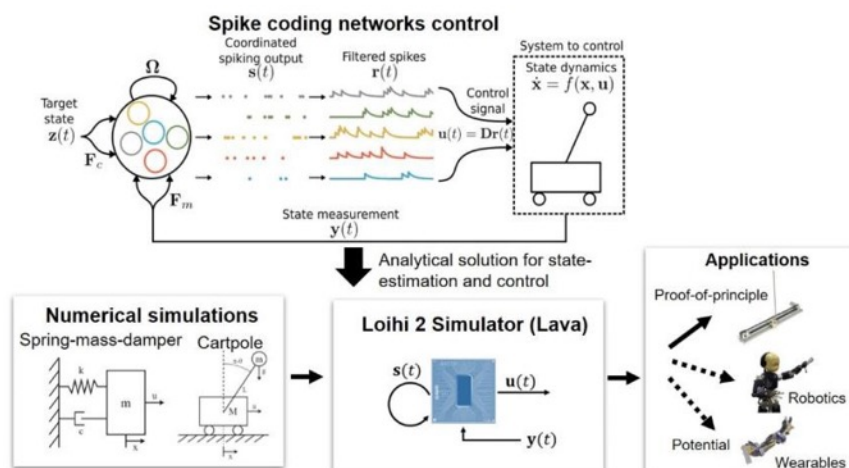 Spike coding networks control
Coordinated
spiking output
s(t)
Filtered spikes
r(t)
System to control
State dynamics
ẋ = f(x, u)
Ω
Target
state
z(t)
F_c
F_m
Control
signal
u(t) = Dr(t)
State measurement
y(t)
Analytical solution for state-
estimation and control
Numerical simulations
Spring-mass-damper
Cartpole
k
c
m
u
x
m
g
L
M
u
x
Loihi 2 Simulator (Lava)
s(t)
u(t)
y(t)
Applications
Proof-of-principle
Robotics
Potential
Wearables